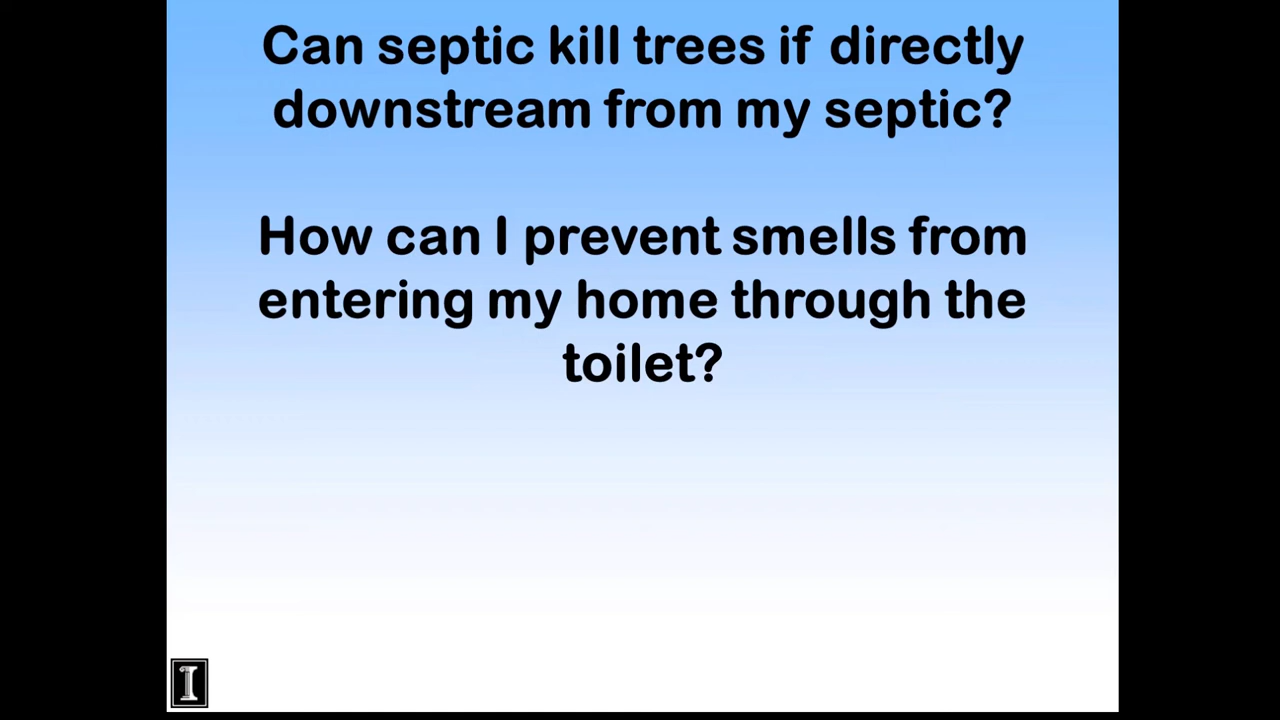 Can septic kill trees if directly
downstream from my septic?
How can I prevent smells from
entering my home through the
toilet?
I